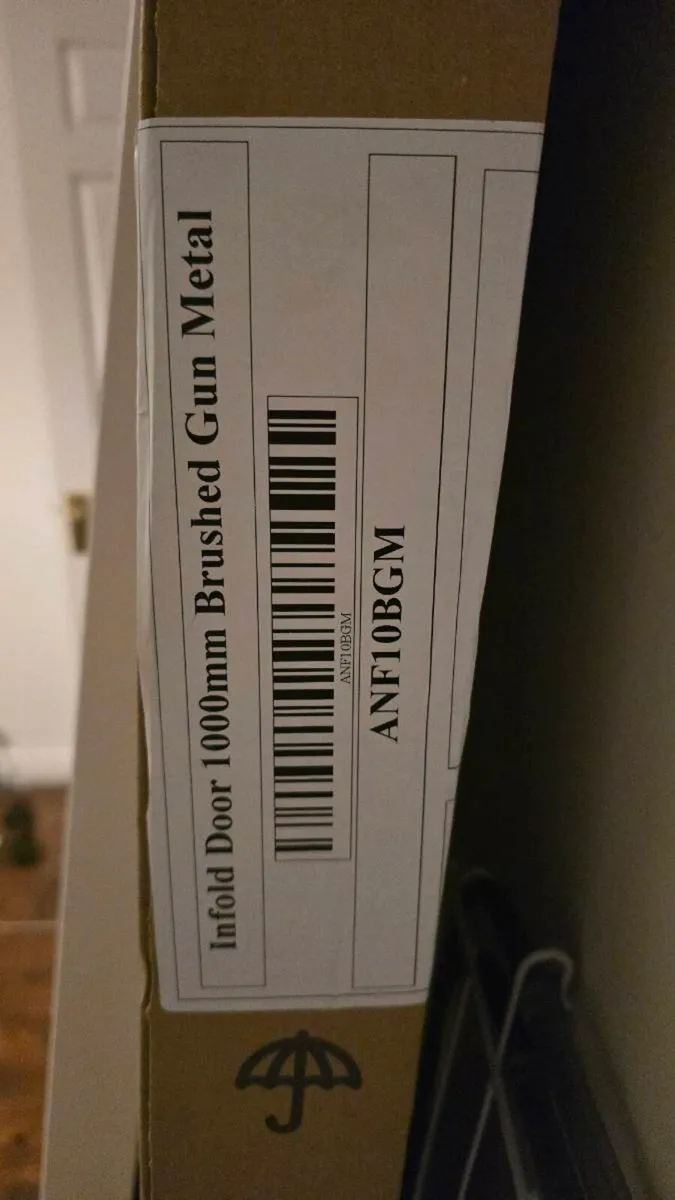 Infold Door 1000mm Brushed Gun Metal
ANF10BGM
ANF10BGM